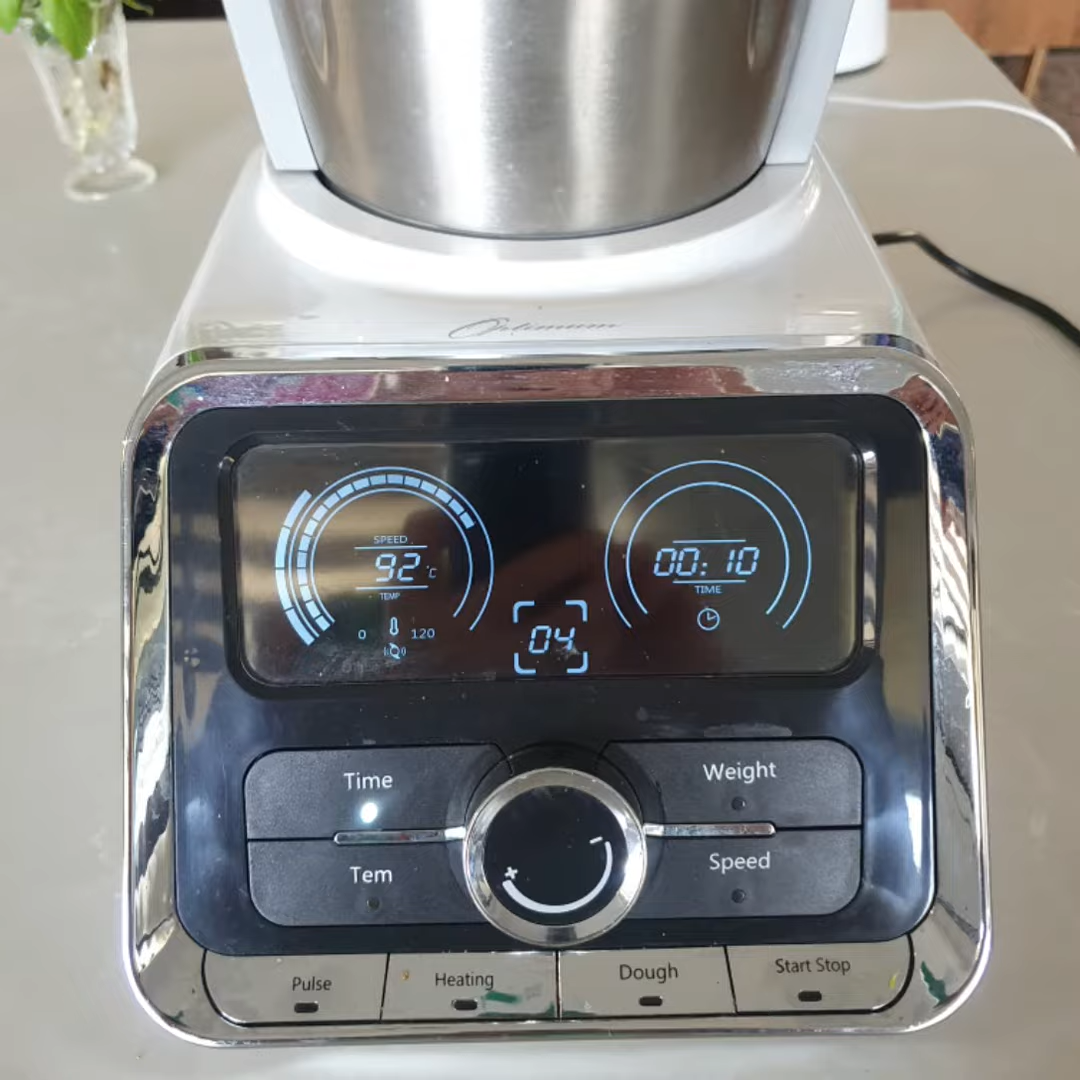 Optimum
SPEED
92 °C
TEMP
0 120
04
00:10
TIME
Time
Weight
Tem
Speed
+ -
Pulse
Heating
Dough
Start Stop